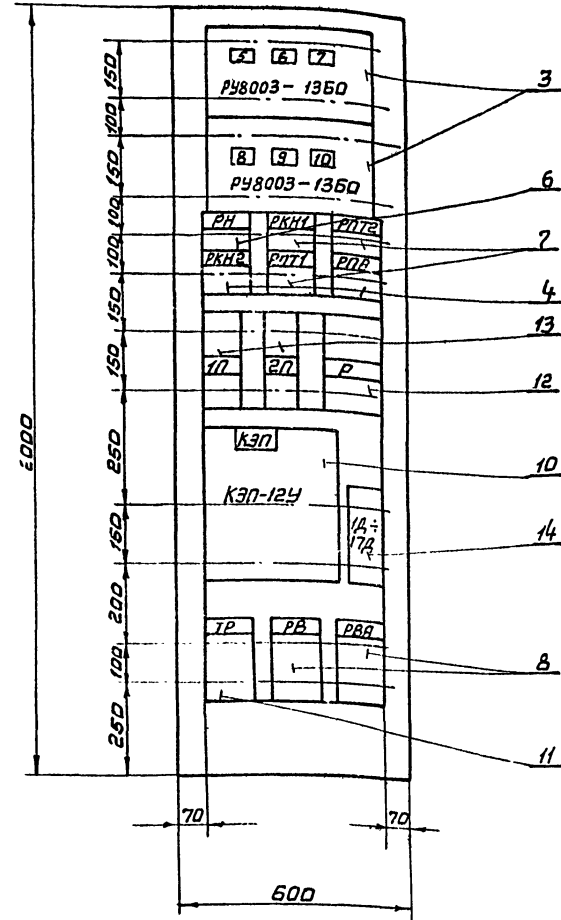 5 6 7
РУ8003-13БО
3
8 9 10
РУ8003-13БО
6
РН РКН1 РПТ2
7
РКН2 РПТ1 РПВ
4
13
1П 2П Р
12
КЭП
10
КЭП-12У
1Д÷
17Д
14
ТР РВ РВА
8
11
150
100
150
100
100
150
150
250
150
200
100
250
2000
70
70
600